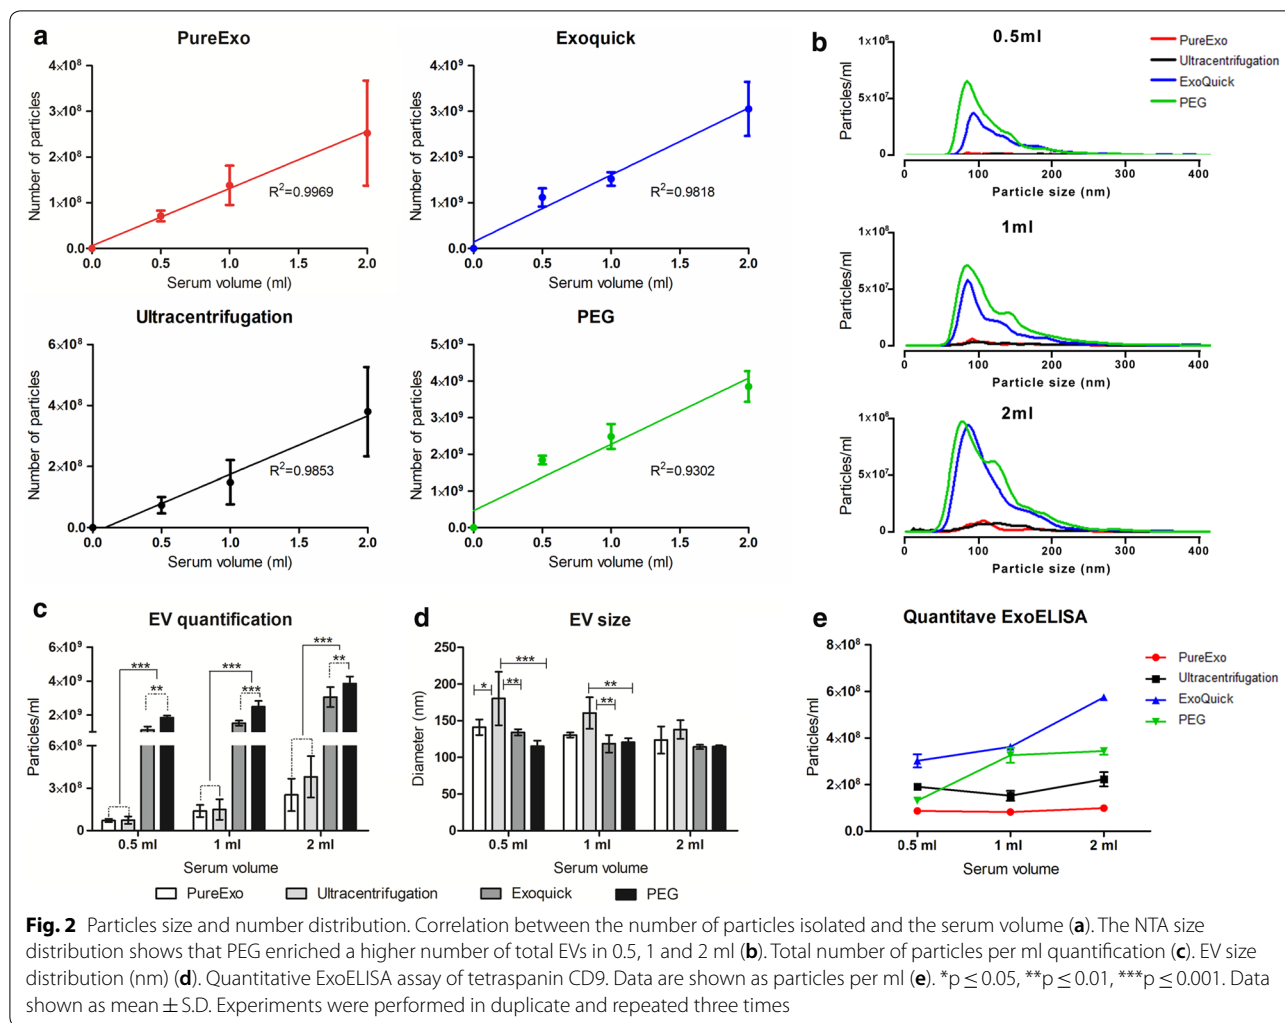 a
PureExo
Number of particles
4×10⁸
3×10⁸
2×10⁸
1×10⁸
0.0
0.0 0.5 1.0 1.5 2.0
R²=0.9969
Serum volume (ml)
Exoquick
Number of particles
4×10⁹
3×10⁹
2×10⁹
1×10⁹
0.0
0.0 0.5 1.0 1.5 2.0
R²=0.9818
Serum volume (ml)
Ultracentrifugation
Number of particles
6×10⁸
4×10⁸
2×10⁸
0.0
0.0 0.5 1.0 1.5 2.0
R²=0.9853
Serum volume (ml)
PEG
Number of particles
5×10⁹
4×10⁹
3×10⁹
2×10⁹
1×10⁹
0.0
0.0 0.5 1.0 1.5 2.0
R²=0.9302
Serum volume (ml)
b
0.5ml
Particles/ml
1×10⁸
5×10⁷
0
0 100 200 300 400
Particle size (nm)
PureExo
Ultracentrifugation
ExoQuick
PEG
1ml
Particles/ml
1×10⁸
5×10⁷
0
0 100 200 300 400
Particle size (nm)
2ml
Particles/ml
1×10⁸
5×10⁷
0
0 100 200 300 400
Particle size (nm)
c
EV quantification
Particles/ml
6×10⁹
4×10⁹
2×10⁹
6×10⁸
3×10⁸
0
*** ** *** *** *** **
0.5 ml 1 ml 2 ml
Serum volume
d
EV size
Diameter (nm)
250
200
150
100
50
0
* *** ** ** **
0.5 ml 1 ml 2 ml
Serum volume
PureExo Ultracentrifugation Exoquick PEG
e
Quantitave ExoELISA
Particles/ml
8×10⁸
6×10⁸
4×10⁸
2×10⁸
0.0
0.5 ml 1 ml 2 ml
Serum volume
PureExo
Ultracentrifugation
ExoQuick
PEG
Fig. 2 Particles size and number distribution. Correlation between the number of particles isolated and the serum volume (a). The NTA size
distribution shows that PEG enriched a higher number of total EVs in 0.5, 1 and 2 ml (b). Total number of particles per ml quantification (c). EV size
distribution (nm) (d). Quantitative ExoELISA assay of tetraspanin CD9. Data are shown as particles per ml (e). *p ≤ 0.05, **p ≤ 0.01, ***p ≤ 0.001. Data
shown as mean ± S.D. Experiments were performed in duplicate and repeated three times